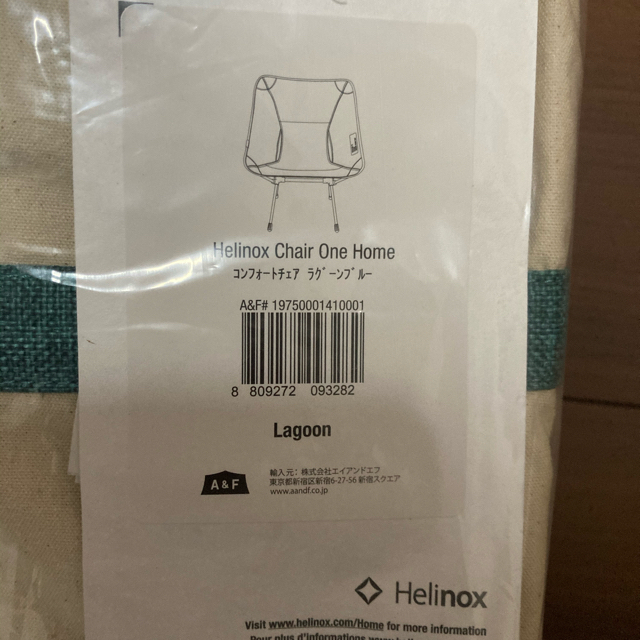 Helinox Chair One Home
コンフォートチェア ラグーンブルー
A&F# 19750001410001
8 809272 093282
Lagoon
A&F
輸入元：株式会社エイアンドエフ
東京都新宿区新宿6-27-56 新宿スクエア
www.aandf.co.jp
Helinox
Visit www.helinox.com/Home for more information
Pour plus d'informations